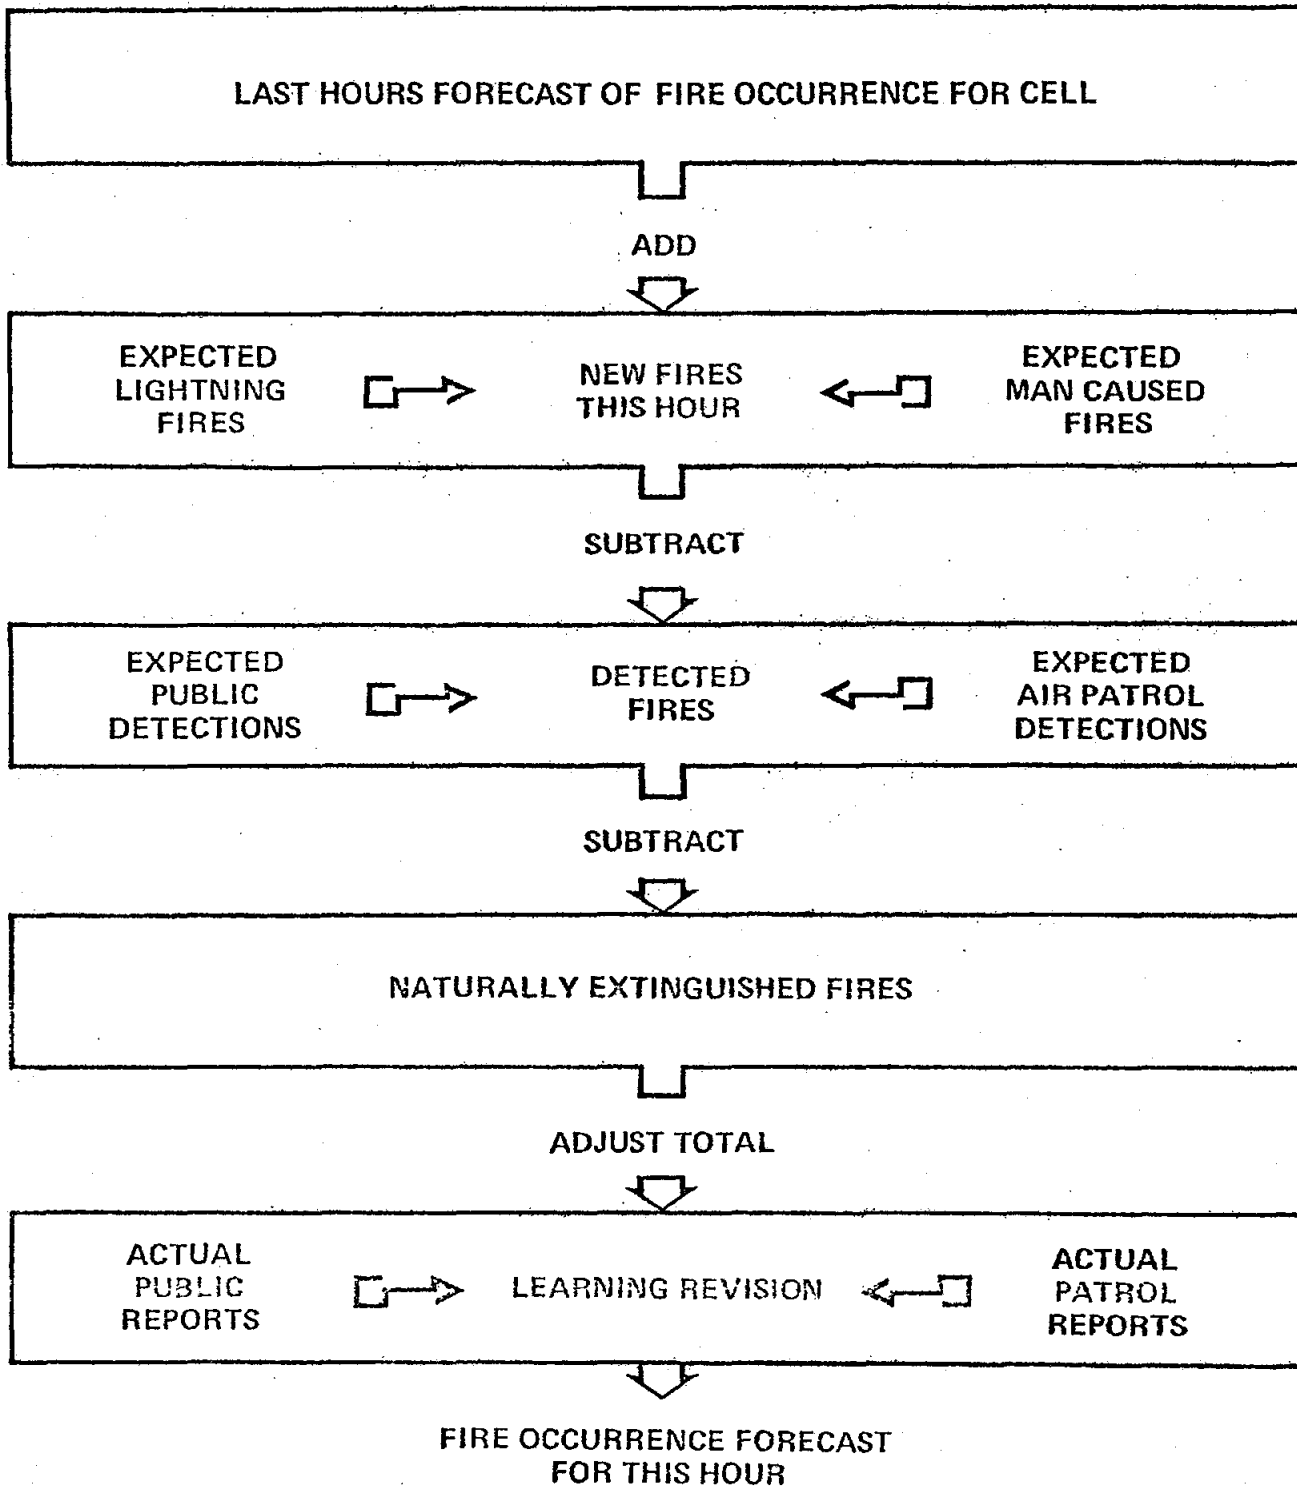 LAST HOURS FORECAST OF FIRE OCCURRENCE FOR CELL
ADD
EXPECTED
LIGHTNING
FIRES
NEW FIRES
THIS HOUR
EXPECTED
MAN CAUSED
FIRES
SUBTRACT
EXPECTED
PUBLIC
DETECTIONS
DETECTED
FIRES
EXPECTED
AIR PATROL
DETECTIONS
SUBTRACT
NATURALLY EXTINGUISHED FIRES
ADJUST TOTAL
ACTUAL
PUBLIC
REPORTS
LEARNING REVISION
ACTUAL
PATROL
REPORTS
FIRE OCCURRENCE FORECAST
FOR THIS HOUR